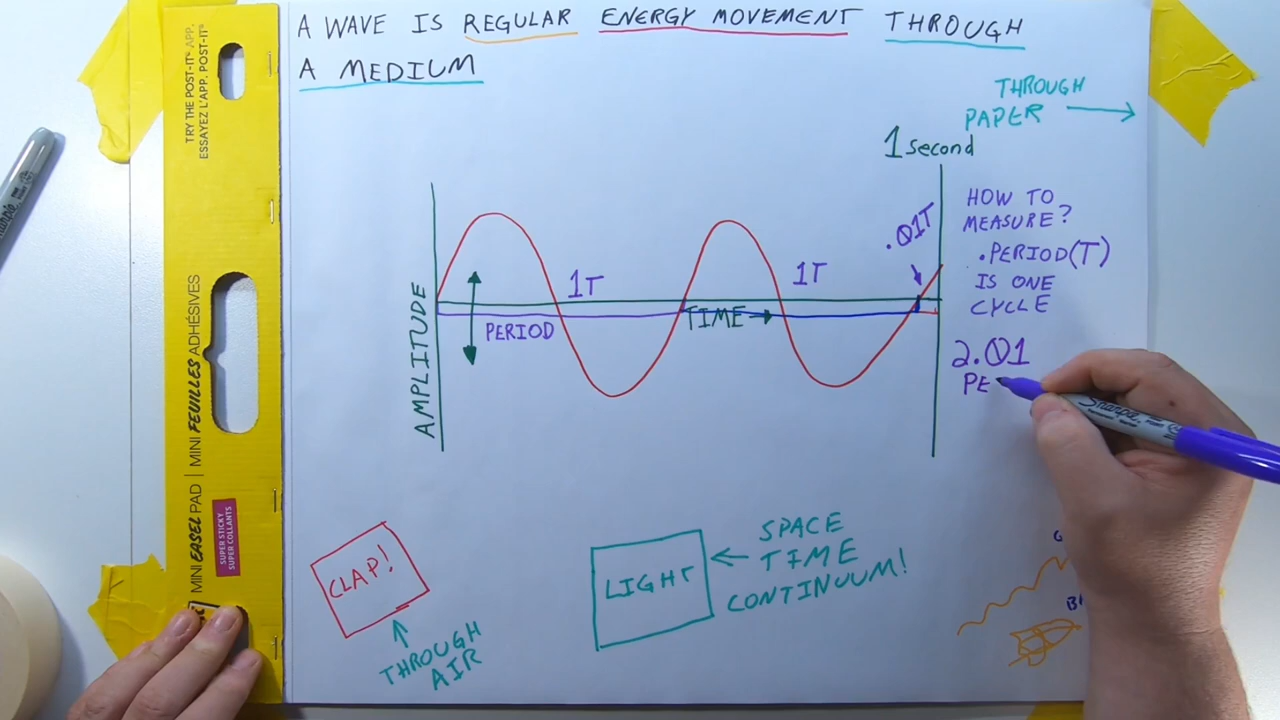 A WAVE IS REGULAR ENERGY MOVEMENT THROUGH
A MEDIUM
THROUGH
PAPER
1 second
HOW TO
MEASURE?
.PERIOD(T)
IS ONE
CYCLE
2.01
PE
.01T
1T
1T
PERIOD
TIME
AMPLITUDE
CLAP!
THROUGH
AIR
LIGHT
SPACE
TIME
CONTINUUM!
TRY THE POST-IT® APP.
ESSAYEZ L'APP. POST-IT®
MINI EASEL PAD | MINI FEUILLES ADHÉSIVES
SUPER STICKY
SUPER COLLANTS
Sharpie
Sharpie